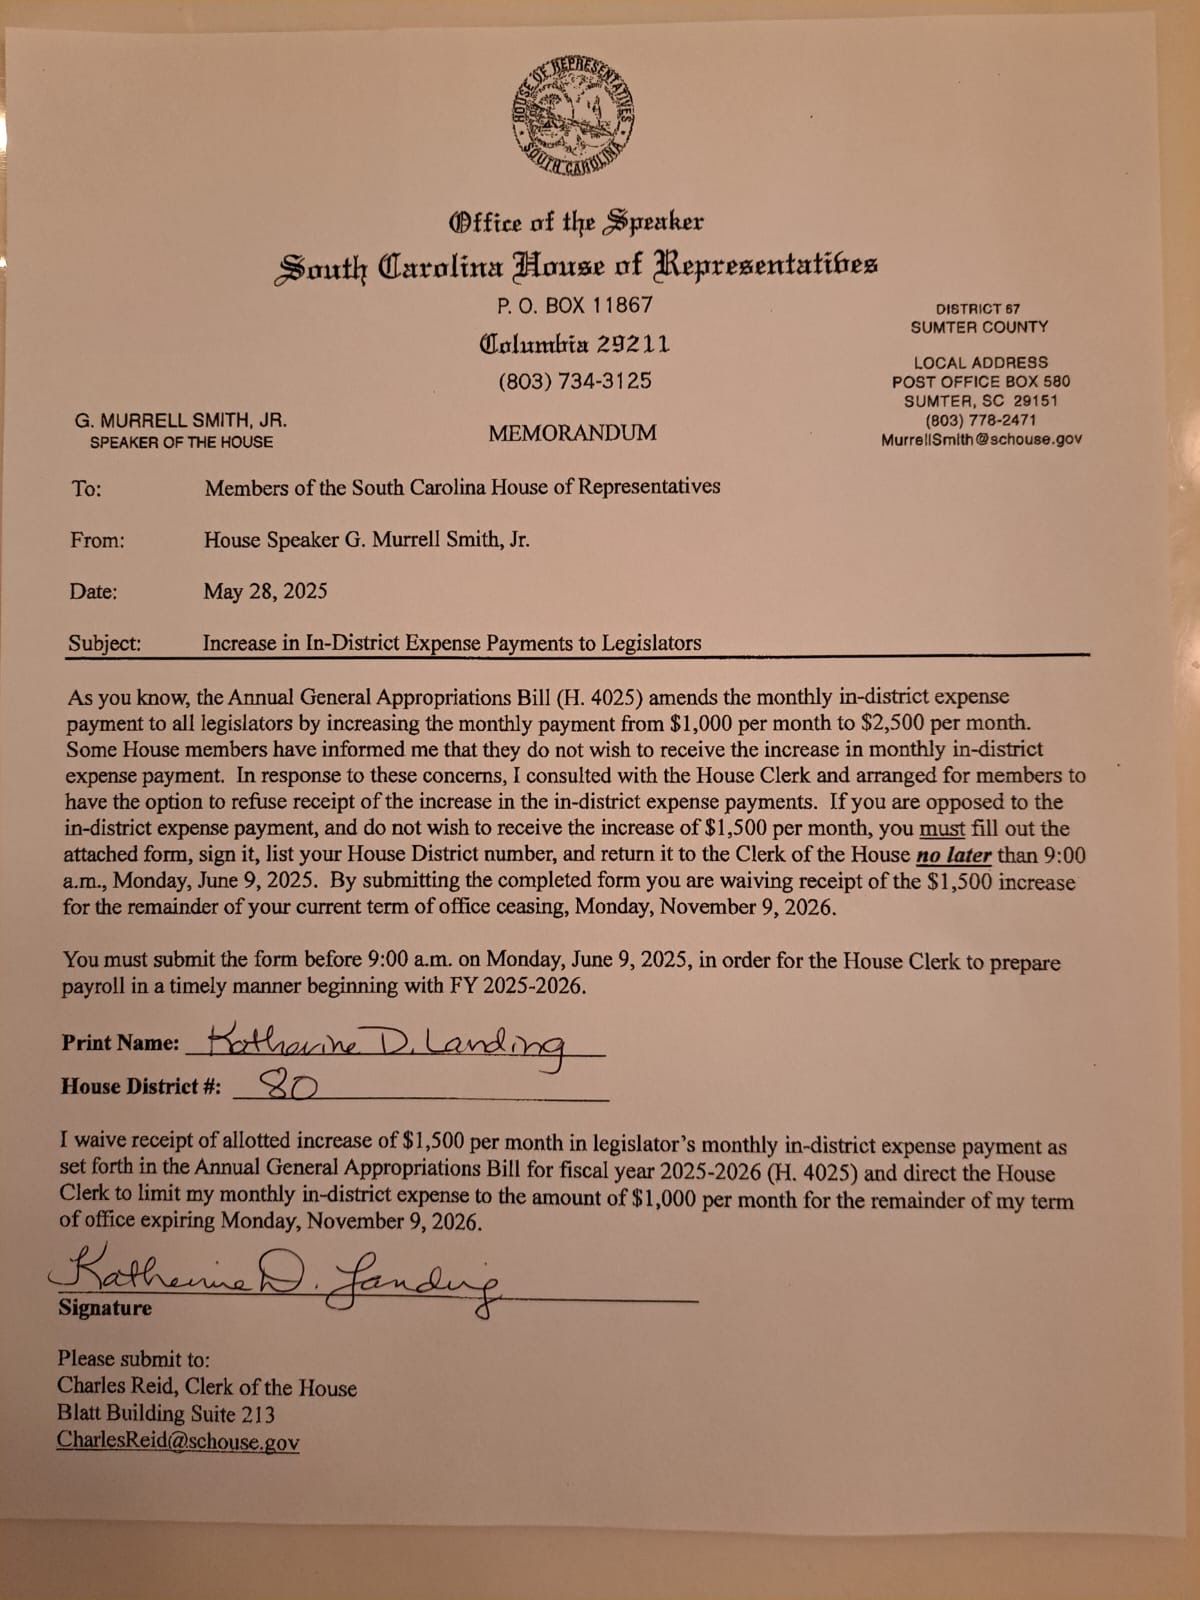 HOUSE OF REPRESENTATIVES
SOUTH CAROLINA
Office of the Speaker
South Carolina House of Representatives
P. O. BOX 11867
Columbia 29211
(803) 734-3125
DISTRICT 67
SUMTER COUNTY
LOCAL ADDRESS
POST OFFICE BOX 580
SUMTER, SC 29151
(803) 778-2471
MurrellSmith@schouse.gov
G. MURRELL SMITH, JR.
SPEAKER OF THE HOUSE
MEMORANDUM
To: Members of the South Carolina House of Representatives
From: House Speaker G. Murrell Smith, Jr.
Date: May 28, 2025
Subject: Increase in In-District Expense Payments to Legislators
As you know, the Annual General Appropriations Bill (H. 4025) amends the monthly in-district expense
payment to all legislators by increasing the monthly payment from $1,000 per month to $2,500 per month.
Some House members have informed me that they do not wish to receive the increase in monthly in-district
expense payment. In response to these concerns, I consulted with the House Clerk and arranged for members to
have the option to refuse receipt of the increase in the in-district expense payments. If you are opposed to the
in-district expense payment, and do not wish to receive the increase of $1,500 per month, you must fill out the
attached form, sign it, list your House District number, and return it to the Clerk of the House no later than 9:00
a.m., Monday, June 9, 2025. By submitting the completed form you are waiving receipt of the $1,500 increase
for the remainder of your current term of office ceasing, Monday, November 9, 2026.
You must submit the form before 9:00 a.m. on Monday, June 9, 2025, in order for the House Clerk to prepare
payroll in a timely manner beginning with FY 2025-2026.
Print Name: Katherine D. Landing
House District #: 80
I waive receipt of allotted increase of $1,500 per month in legislator's monthly in-district expense payment as
set forth in the Annual General Appropriations Bill for fiscal year 2025-2026 (H. 4025) and direct the House
Clerk to limit my monthly in-district expense to the amount of $1,000 per month for the remainder of my term
of office expiring Monday, November 9, 2026.
Katherine D. Landing
Signature
Please submit to:
Charles Reid, Clerk of the House
Blatt Building Suite 213
CharlesReid@schouse.gov